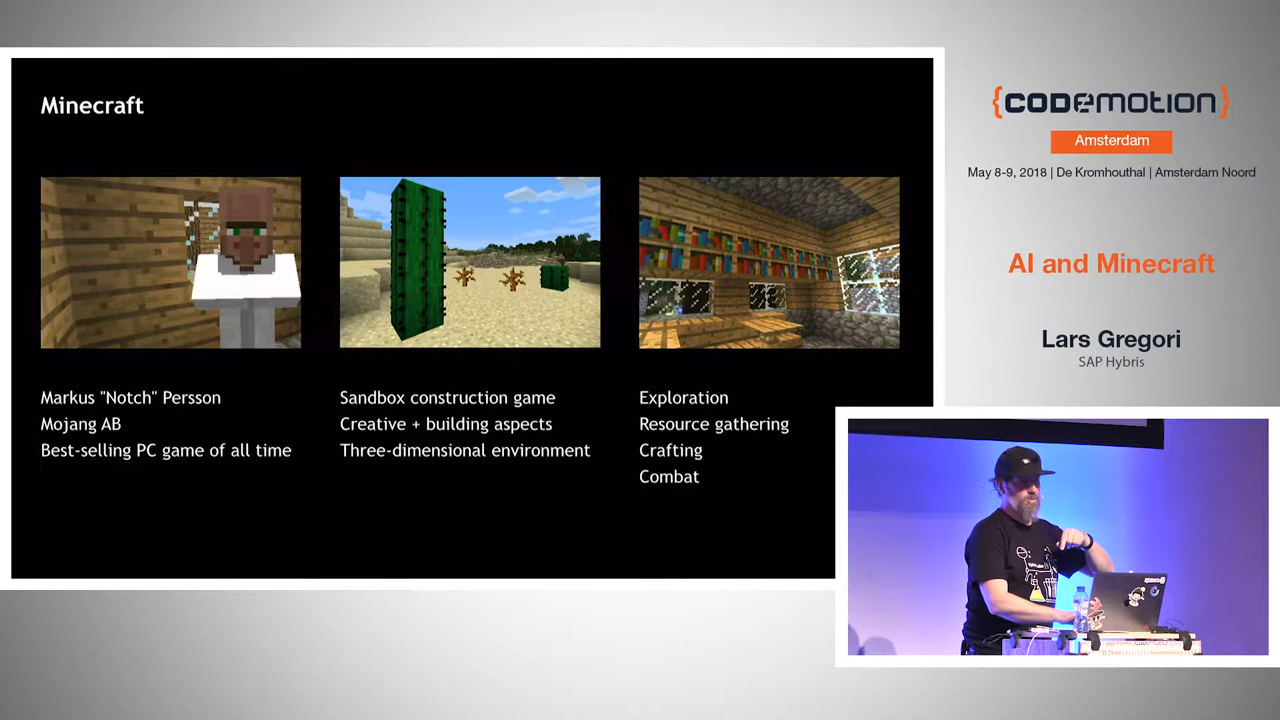 Minecraft
Markus "Notch" Persson
Mojang AB
Best-selling PC game of all time
Sandbox construction game
Creative + building aspects
Three-dimensional environment
Exploration
Resource gathering
Crafting
Combat
{CODEMOTION}
Amsterdam
May 8-9, 2018 | De Kromhouthal | Amsterdam Noord
AI and Minecraft
Lars Gregori
SAP Hybris